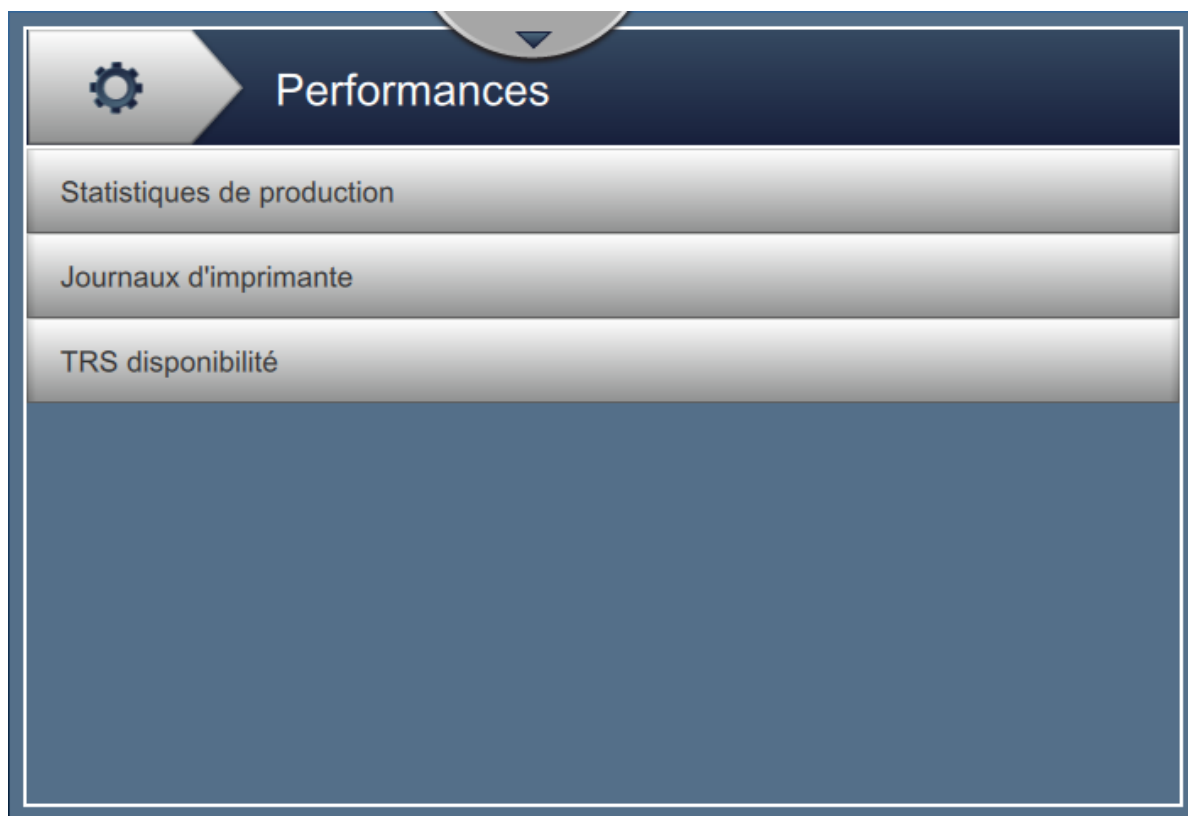 Performances
Statistiques de production
Journaux d'imprimante
TRS disponibilité